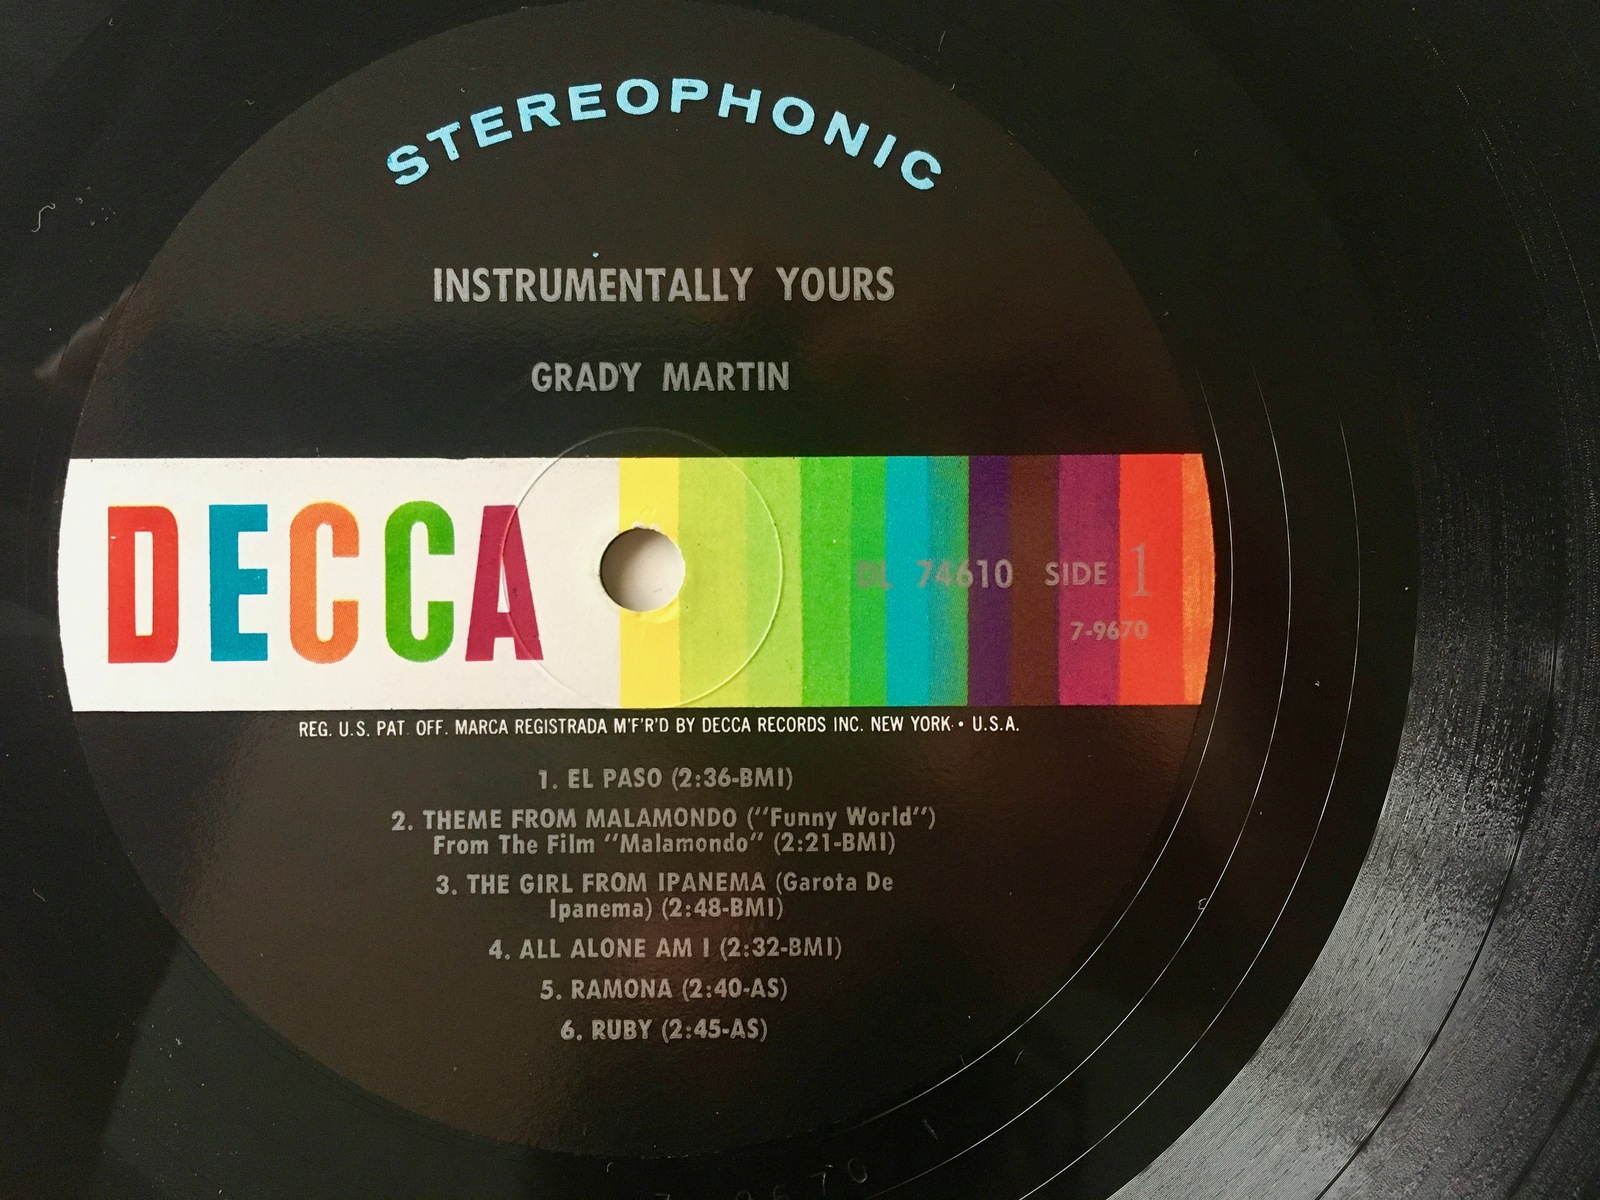 STEREOPHONIC
INSTRUMENTALLY YOURS
GRADY MARTIN
DECCA
DL 74610 SIDE 1
7-9670
REG. U.S. PAT. OFF. MARCA REGISTRADA M'F'R'D BY DECCA RECORDS INC. NEW YORK • U.S.A.
1. EL PASO (2:36-BMI)
2. THEME FROM MALAMONDO ("Funny World")
From The Film "Malamondo" (2:21-BMI)
3. THE GIRL FROM IPANEMA (Garota De
Ipanema) (2:48-BMI)
4. ALL ALONE AM I (2:32-BMI)
5. RAMONA (2:40-AS)
6. RUBY (2:45-AS)